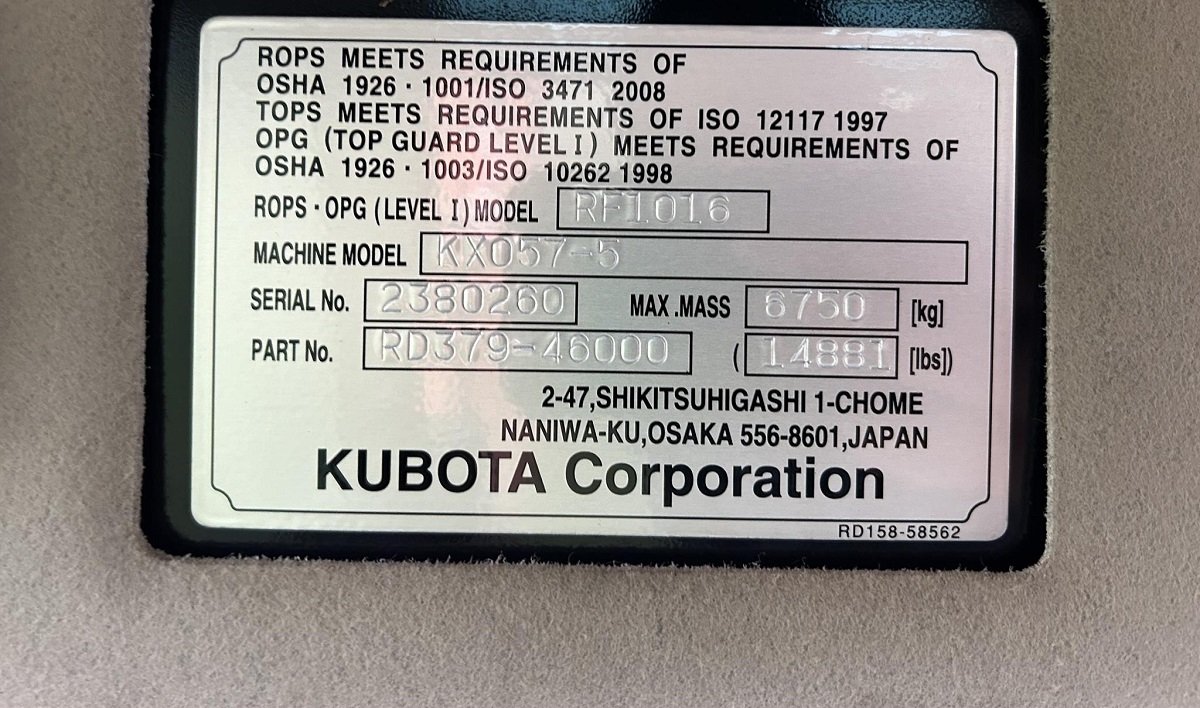 ROPS MEETS REQUIREMENTS OF
OSHA 1926 · 1001/ISO 3471 2008
TOPS MEETS REQUIREMENTS OF ISO 12117 1997
OPG (TOP GUARD LEVEL I) MEETS REQUIREMENTS OF
OSHA 1926 · 1003/ISO 10262 1998
ROPS · OPG (LEVEL I) MODEL RF1016
MACHINE MODEL KX057-5
SERIAL No. 2380260 MAX .MASS 6750 [kg]
PART No. RD379-46000 ( 14881 [lbs])
2-47,SHIKITSUHIGASHI 1-CHOME
NANIWA-KU,OSAKA 556-8601,JAPAN
KUBOTA Corporation
RD158-58562